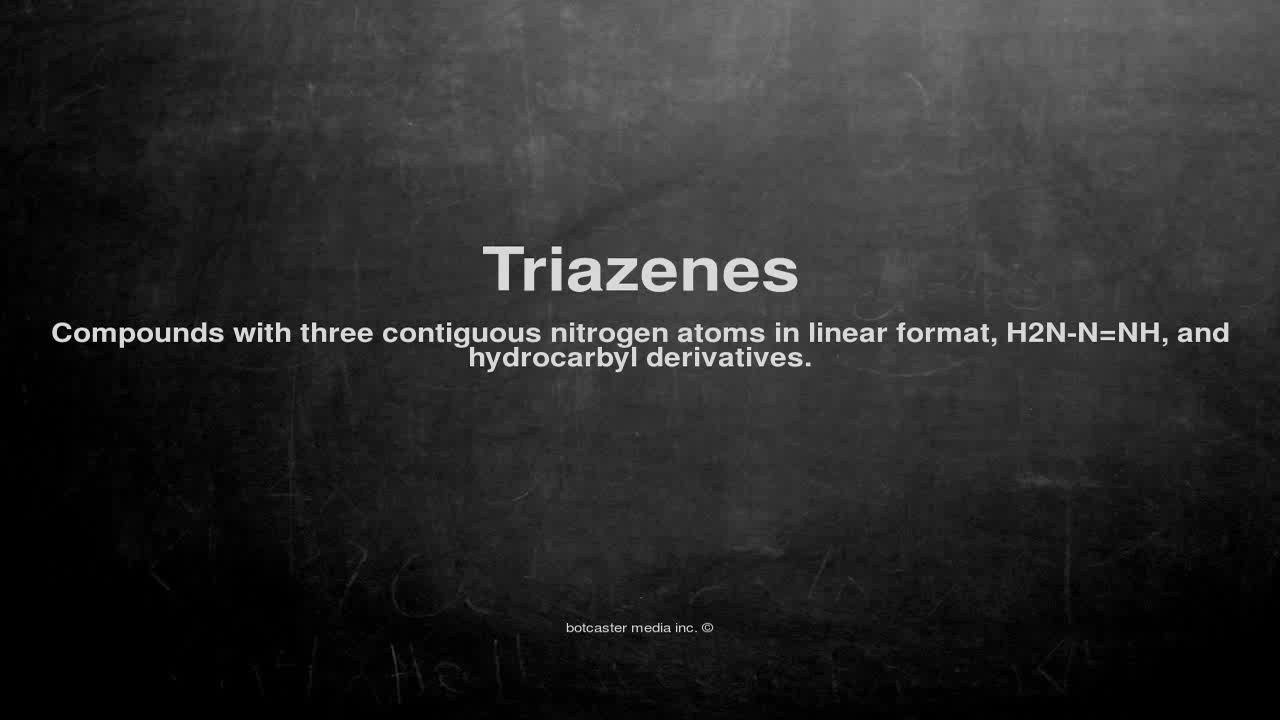 Triazenes
Compounds with three contiguous nitrogen atoms in linear format, H2N-N=NH, and
hydrocarbyl derivatives.
botcaster media inc. ©